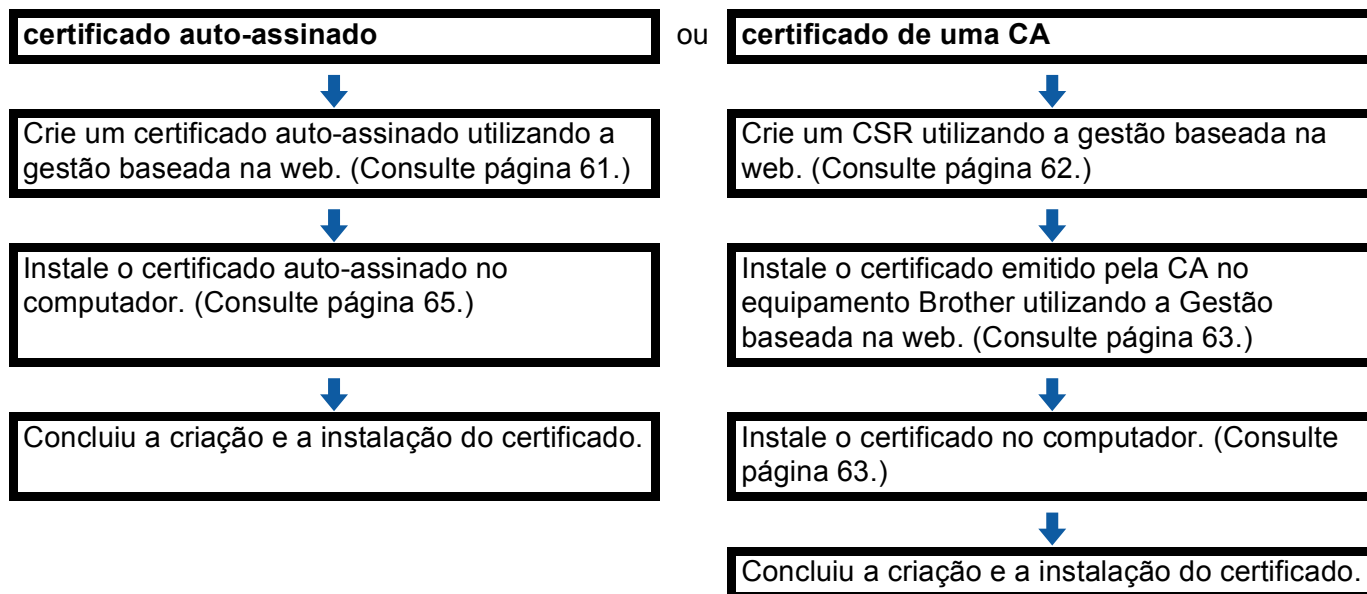 certificado auto-assinado
ou
certificado de uma CA
Crie um certificado auto-assinado utilizando a
gestão baseada na web. (Consulte página 61.)
Crie um CSR utilizando a gestão baseada na
web. (Consulte página 62.)
Instale o certificado auto-assinado no
computador. (Consulte página 65.)
Instale o certificado emitido pela CA no
equipamento Brother utilizando a Gestão
baseada na web. (Consulte página 63.)
Concluiu a criação e a instalação do certificado.
Instale o certificado no computador. (Consulte
página 63.)
Concluiu a criação e a instalação do certificado.